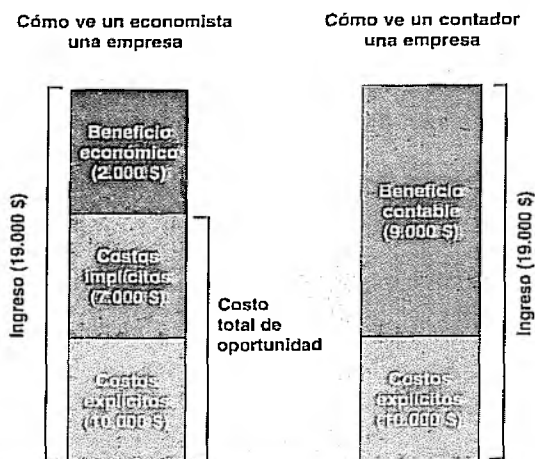 Cómo ve un economista
una empresa
Cómo ve un contador
una empresa
Ingreso (19.000 $)
Beneficio
económico
(2.000 $)
Costos
implícitos
(7.000 $)
Costos
explícitos
(10.000 $)
Costo
total de
oportunidad
Beneficio
contable
(9.000 $)
Costos
explícitos
(10.000 $)
Ingreso (19.000 $)